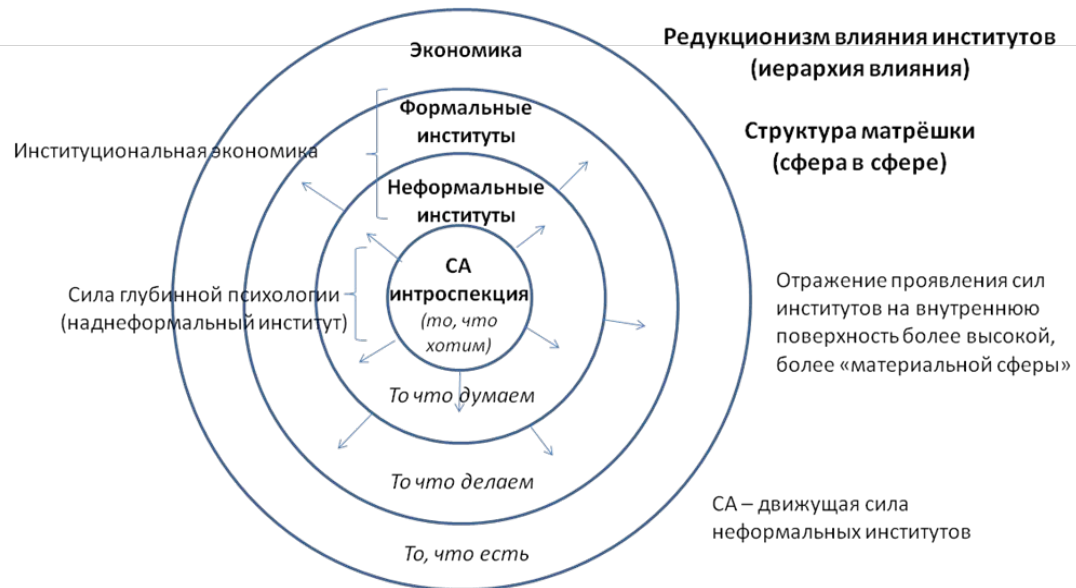 Экономика
Редукционизм влияния институтов
(иерархия влияния)
Формальные
институты
Структура матрёшки
(сфера в сфере)
Институциональная экономика
Неформальные
институты
СА
интроспекция
(то, что
хотим)
Сила глубинной психологии
(наднеформальный институт)
Отражение проявления сил
институтов на внутреннюю
поверхность более высокой,
более «материальной сферы»
То что думаем
То что делаем
СА – движущая сила
неформальных институтов
То, что есть